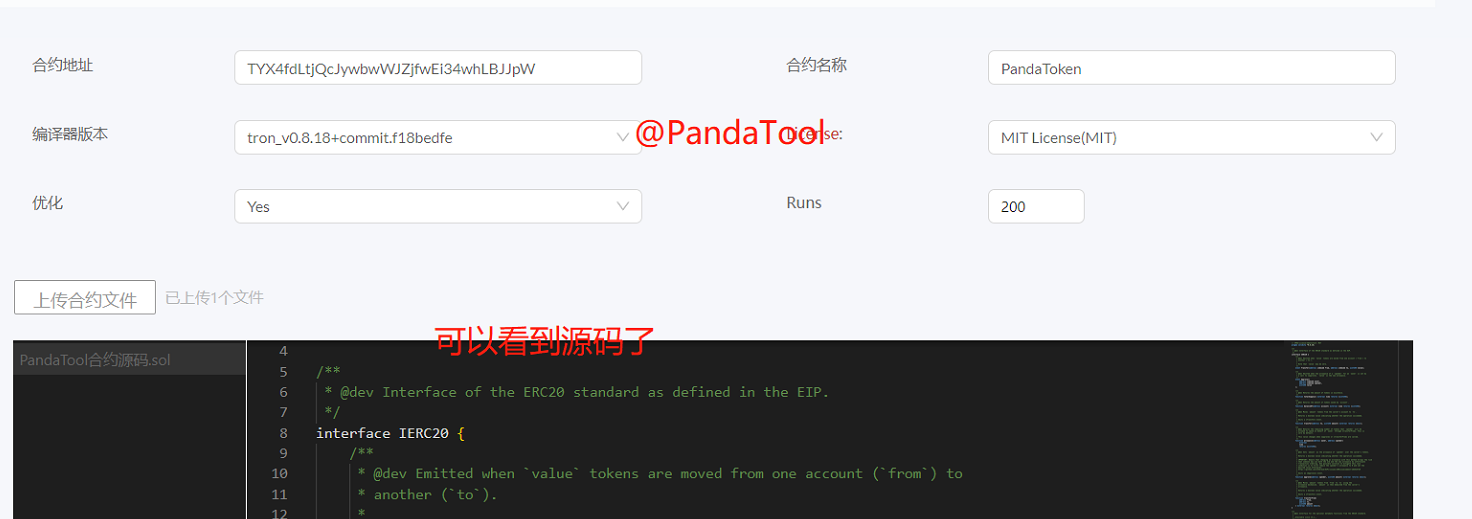 合约地址 TYX4fdLtjQcJywbwWJZjfwEi34whLBJJpW 合约名称 PandaToken
编译器版本 tron_v0.8.18+commit.f18bedfe @PandaTool License: MIT License(MIT)
优化 Yes Runs 200
上传合约文件 已上传1个文件
可以看到源码了
PandaTool合约源码.sol
4
5 /**
6 * @dev Interface of the ERC20 standard as defined in the EIP.
7 */
8 interface IERC20 {
9 /**
10 * @dev Emitted when `value` tokens are moved from one account (`from`) to
11 * another (`to`).
12 *